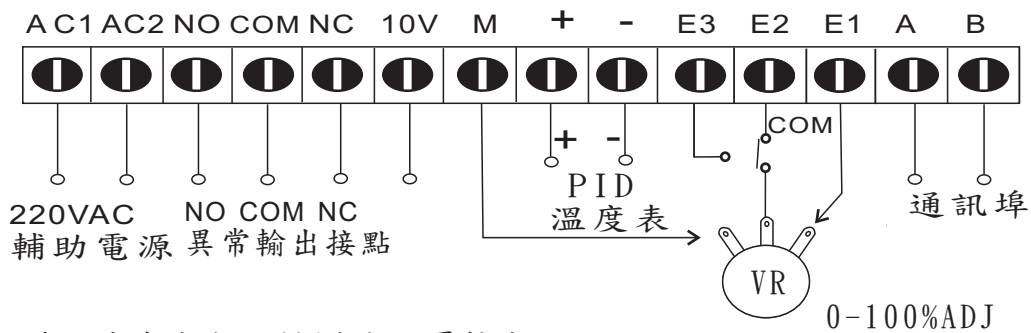 AC1 AC2 NO COM NC 10V M + - E3 E2 E1 A B
COM
+ -
220VAC NO COM NC PID 通訊埠
輔助電源 異常輸出接點 溫度表
VR
0-100%ADJ